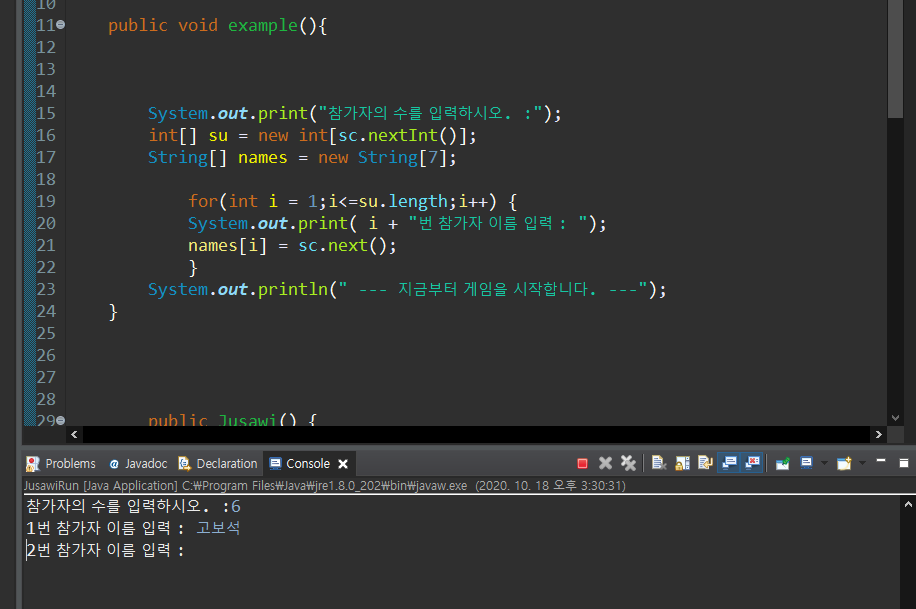 10
11 public void example(){
12
13
14
15 System.out.print("참가자의 수를 입력하시오. :");
16 int[] su = new int[sc.nextInt()];
17 String[] names = new String[7];
18
19 for(int i = 1;i<=su.length;i++) {
20 System.out.print( i + "번 참가자 이름 입력 : ");
21 names[i] = sc.next();
22 }
23 System.out.println(" --- 지금부터 게임을 시작합니다. ---");
24 }
25
26
27
28
29 public Jusawi() {
Problems Javadoc Declaration Console
JusawiRun [Java Application] C:₩Program Files₩Java₩jre1.8.0_202₩bin₩javaw.exe (2020. 10. 18 오후 3:30:31)
참가자의 수를 입력하시오. :6
1번 참가자 이름 입력 : 고보석
2번 참가자 이름 입력 :